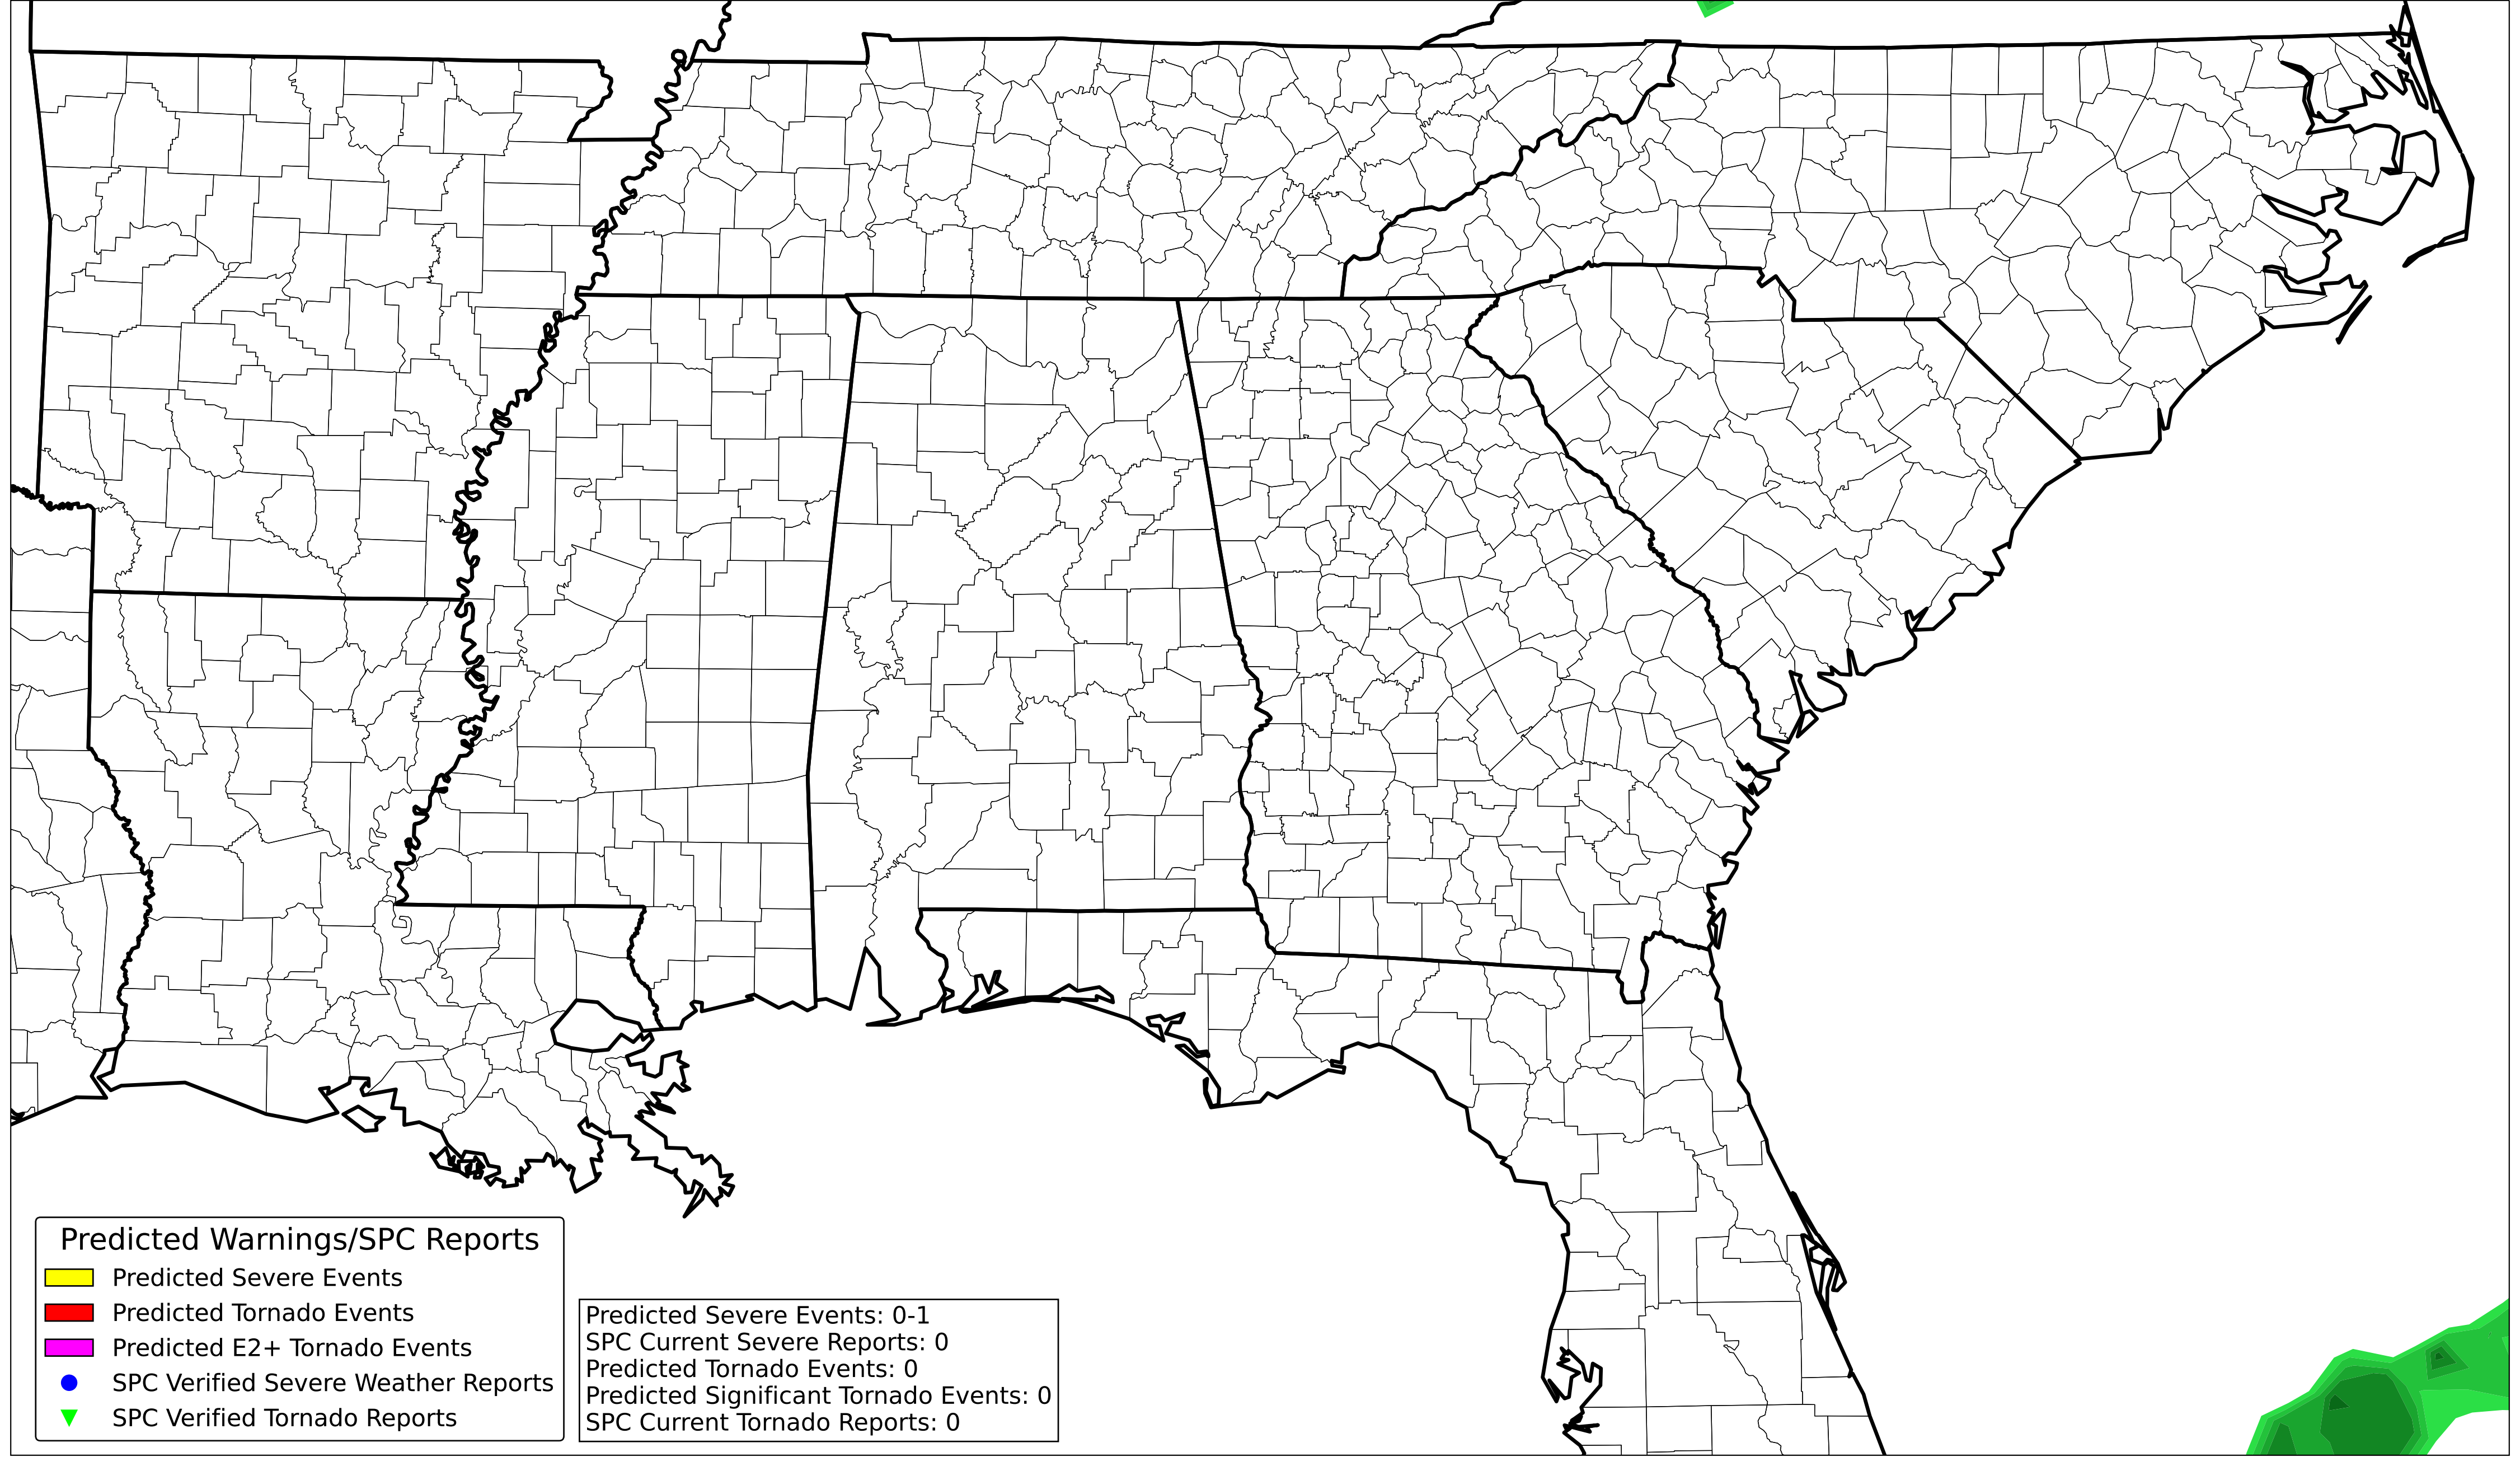 Predicted Warnings/SPC Reports
Predicted Severe Events
Predicted Tornado Events
Predicted E2+ Tornado Events
SPC Verified Severe Weather Reports
SPC Verified Tornado Reports
Predicted Severe Events: 0-1
SPC Current Severe Reports: 0
Predicted Tornado Events: 0
Predicted Significant Tornado Events: 0
SPC Current Tornado Reports: 0